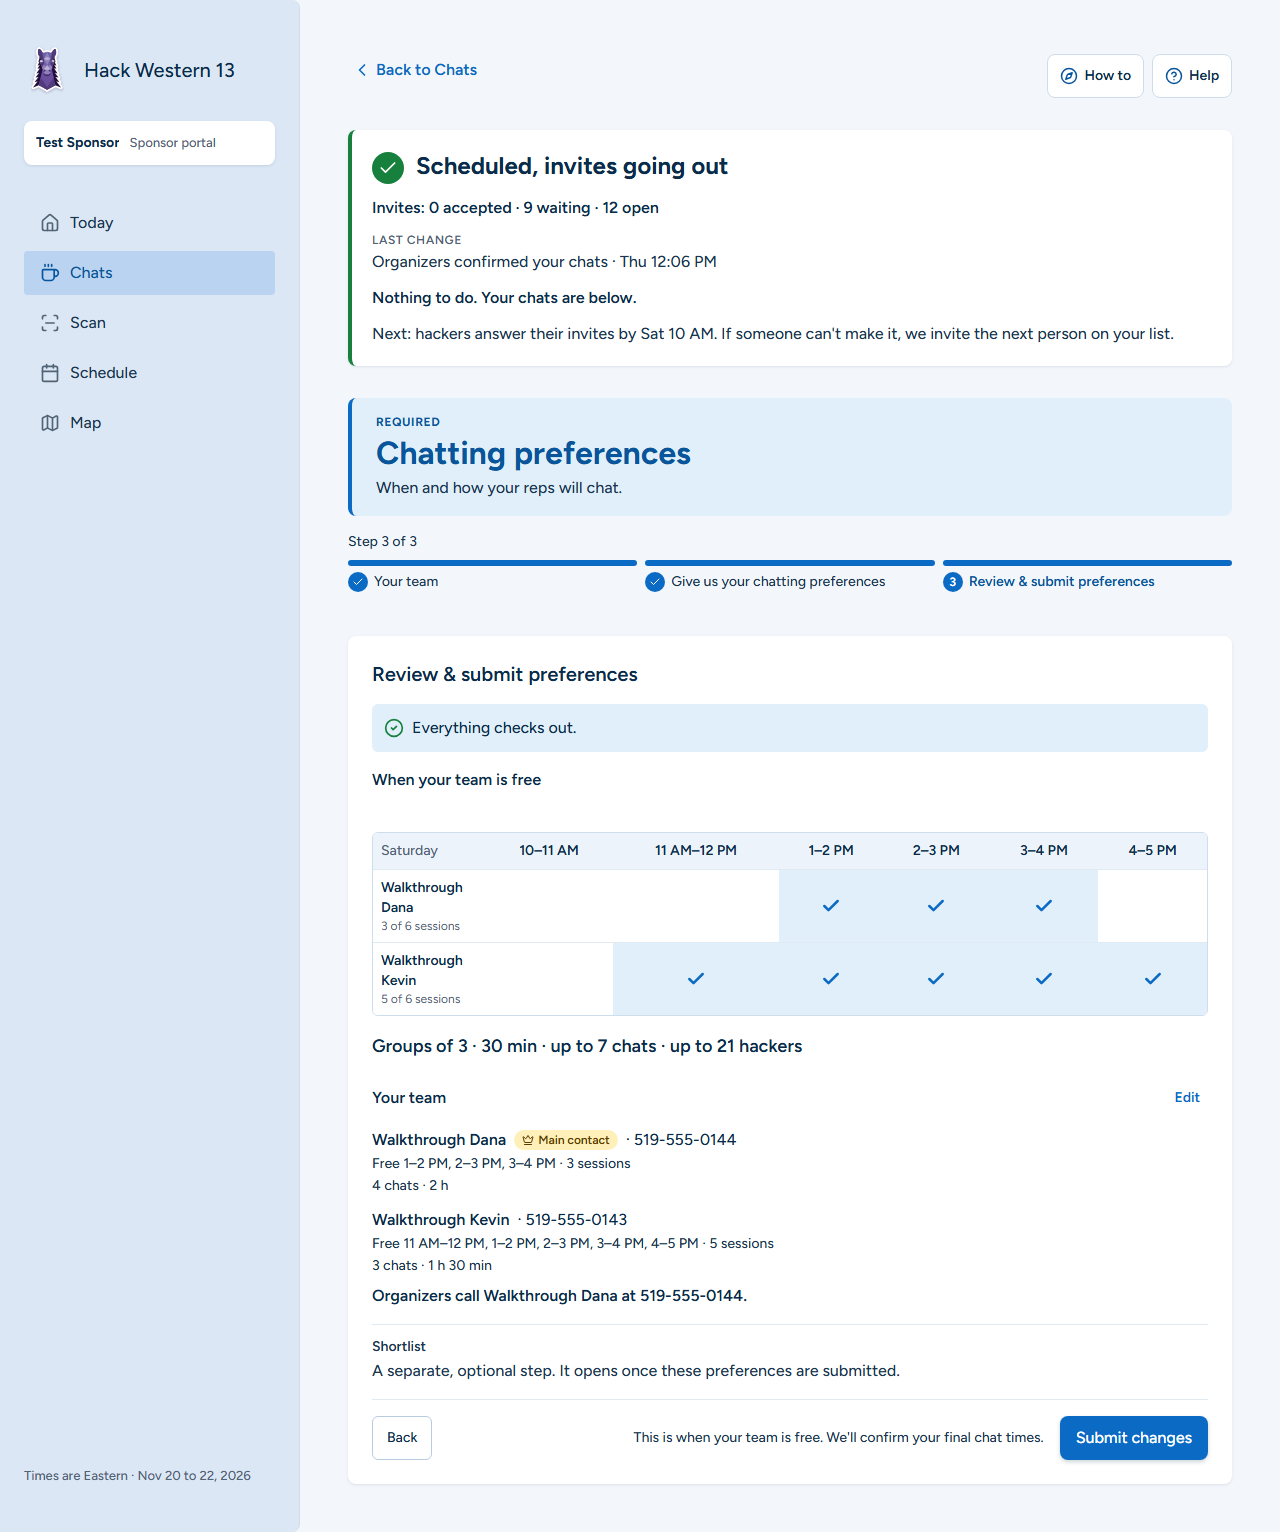 Hack Western 13
Test Sponsor Sponsor portal
Today
Chats
Scan
Schedule
Map
Times are Eastern · Nov 20 to 22, 2026
Back to Chats
How to
Help
Scheduled, invites going out
Invites: 0 accepted · 9 waiting · 12 open
LAST CHANGE
Organizers confirmed your chats · Thu 12:06 PM
Nothing to do. Your chats are below.
Next: hackers answer their invites by Sat 10 AM. If someone can't make it, we invite the next person on your list.
REQUIRED
Chatting preferences
When and how your reps will chat.
Step 3 of 3
Your team
Give us your chatting preferences
3 Review & submit preferences
Review & submit preferences
Everything checks out.
When your team is free
Saturday 10–11 AM 11 AM–12 PM 1–2 PM 2–3 PM 3–4 PM 4–5 PM
Walkthrough
Dana
3 of 6 sessions
Walkthrough
Kevin
5 of 6 sessions
Groups of 3 · 30 min · up to 7 chats · up to 21 hackers
Your team
Edit
Walkthrough Dana Main contact · 519-555-0144
Free 1–2 PM, 2–3 PM, 3–4 PM · 3 sessions
4 chats · 2 h
Walkthrough Kevin · 519-555-0143
Free 11 AM–12 PM, 1–2 PM, 2–3 PM, 3–4 PM, 4–5 PM · 5 sessions
3 chats · 1 h 30 min
Organizers call Walkthrough Dana at 519-555-0144.
Shortlist
A separate, optional step. It opens once these preferences are submitted.
Back
This is when your team is free. We'll confirm your final chat times.
Submit changes